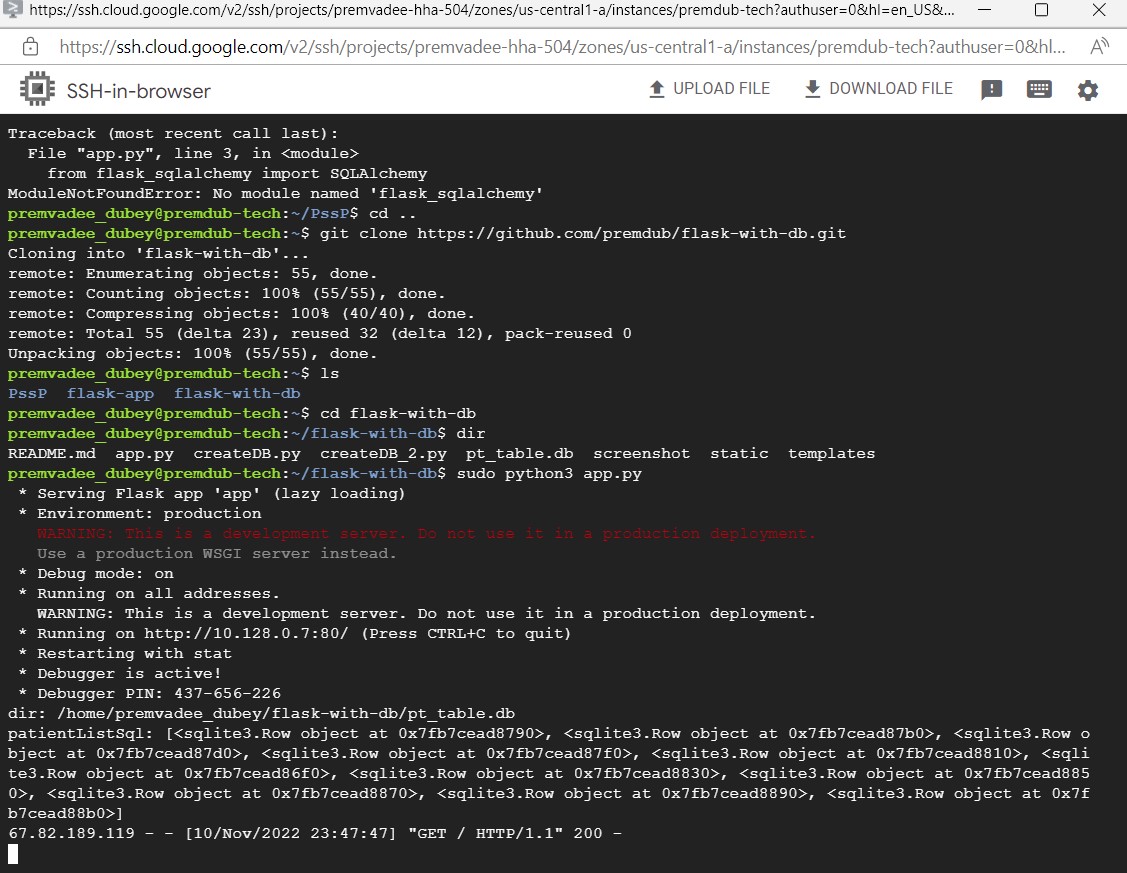 https://ssh.cloud.google.com/v2/ssh/projects/premvadee-hha-504/zones/us-central1-a/instances/premdub-tech?authuser=0&hl=en_US&...
https://ssh.cloud.google.com/v2/ssh/projects/premvadee-hha-504/zones/us-central1-a/instances/premdub-tech?authuser=0&hl...
SSH-in-browser UPLOAD FILE DOWNLOAD FILE
Traceback (most recent call last):
  File "app.py", line 3, in <module>
    from flask_sqlalchemy import SQLAlchemy
ModuleNotFoundError: No module named 'flask_sqlalchemy'
premvadee_dubey@premdub-tech:~/PssP$ cd ..
premvadee_dubey@premdub-tech:~$ git clone https://github.com/premdub/flask-with-db.git
Cloning into 'flask-with-db'...
remote: Enumerating objects: 55, done.
remote: Counting objects: 100% (55/55), done.
remote: Compressing objects: 100% (40/40), done.
remote: Total 55 (delta 23), reused 32 (delta 12), pack-reused 0
Unpacking objects: 100% (55/55), done.
premvadee_dubey@premdub-tech:~$ ls
PssP  flask-app  flask-with-db
premvadee_dubey@premdub-tech:~$ cd flask-with-db
premvadee_dubey@premdub-tech:~/flask-with-db$ dir
README.md  app.py  createDB.py  createDB_2.py  pt_table.db  screenshot  static  templates
premvadee_dubey@premdub-tech:~/flask-with-db$ sudo python3 app.py
 * Serving Flask app 'app' (lazy loading)
 * Environment: production
   WARNING: This is a development server. Do not use it in a production deployment.
   Use a production WSGI server instead.
 * Debug mode: on
 * Running on all addresses.
   WARNING: This is a development server. Do not use it in a production deployment.
 * Running on http://10.128.0.7:80/ (Press CTRL+C to quit)
 * Restarting with stat
 * Debugger is active!
 * Debugger PIN: 437-656-226
dir: /home/premvadee_dubey/flask-with-db/pt_table.db
patientListSql: [<sqlite3.Row object at 0x7fb7cead8790>, <sqlite3.Row object at 0x7fb7cead87b0>, <sqlite3.Row o
bject at 0x7fb7cead87d0>, <sqlite3.Row object at 0x7fb7cead87f0>, <sqlite3.Row object at 0x7fb7cead8810>, <sqli
te3.Row object at 0x7fb7cead86f0>, <sqlite3.Row object at 0x7fb7cead8830>, <sqlite3.Row object at 0x7fb7cead885
0>, <sqlite3.Row object at 0x7fb7cead8870>, <sqlite3.Row object at 0x7fb7cead8890>, <sqlite3.Row object at 0x7f
b7cead88b0>]
67.82.189.119 - - [10/Nov/2022 23:47:47] "GET / HTTP/1.1" 200 -